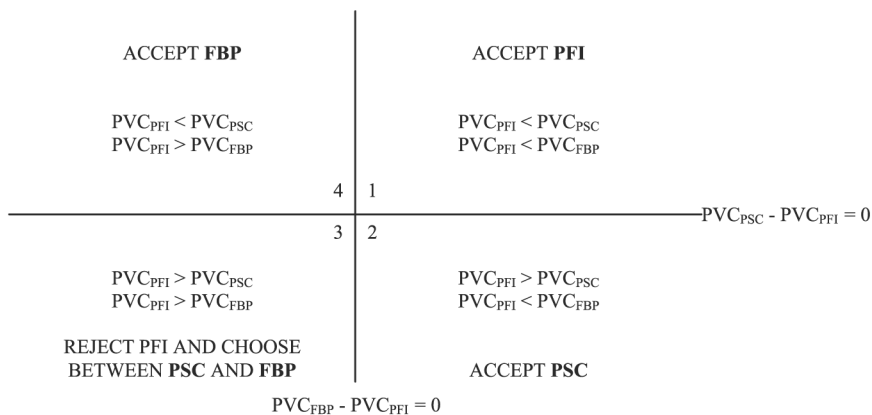 ACCEPT FBP
PVC_PFI < PVC_PSC
PVC_PFI > PVC_FBP
4
ACCEPT PFI
PVC_PFI < PVC_PSC
PVC_PFI < PVC_FBP
1
PVC_PSC - PVC_PFI = 0
3
PVC_PFI > PVC_PSC
PVC_PFI > PVC_FBP
REJECT PFI AND CHOOSE
BETWEEN PSC AND FBP
2
PVC_PFI > PVC_PSC
PVC_PFI < PVC_FBP
ACCEPT PSC
PVC_FBP - PVC_PFI = 0